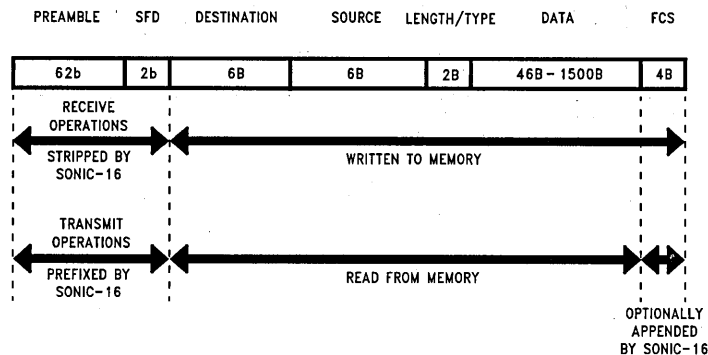 PREAMBLE SFD DESTINATION SOURCE LENGTH/TYPE DATA FCS
62b 2b 6B 6B 2B 46B-1500B 4B
RECEIVE
OPERATIONS
STRIPPED BY
SONIC-16
WRITTEN TO MEMORY
TRANSMIT
OPERATIONS
PREFIXED BY
SONIC-16
READ FROM MEMORY
OPTIONALLY
APPENDED
BY SONIC-16